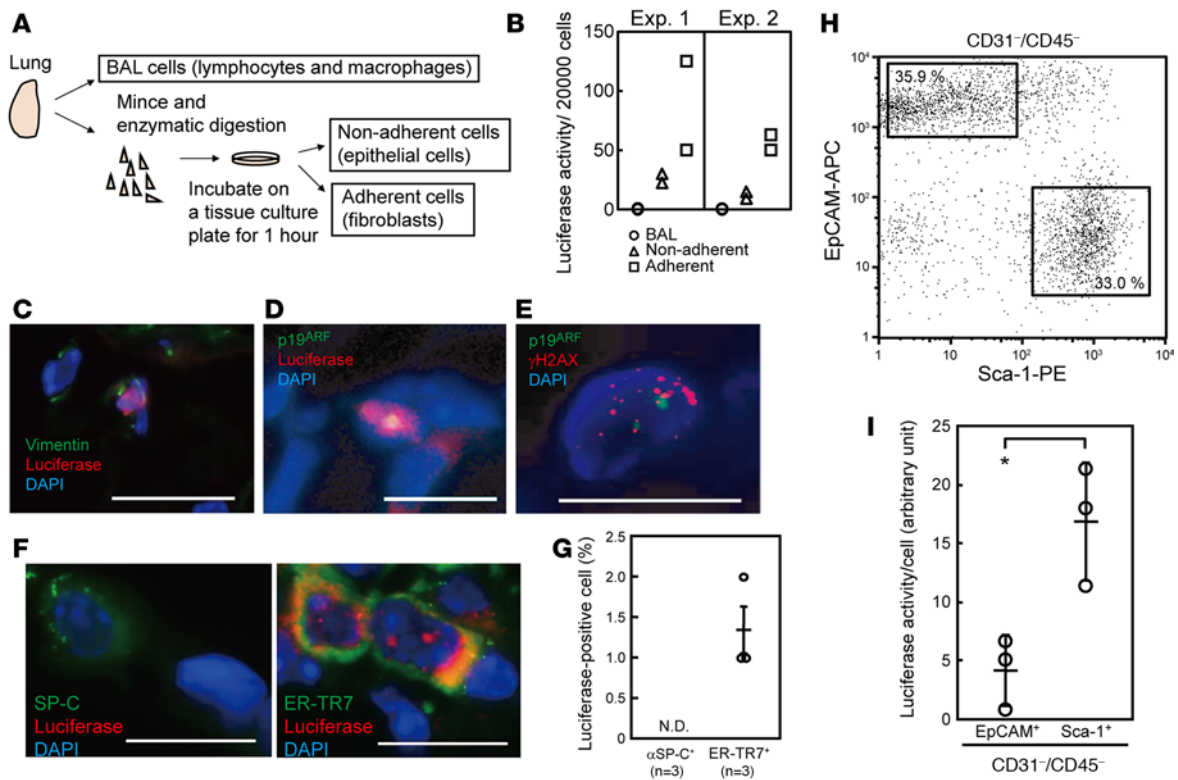 A
Lung
BAL cells (lymphocytes and macrophages)
Mince and
enzymatic digestion
Non-adherent cells
(epithelial cells)
Incubate on
a tissue culture
plate for 1 hour
Adherent cells
(fibroblasts)
B
Exp. 1 Exp. 2
Luciferase activity/ 20000 cells
150
100
50
0
BAL
Non-adherent
Adherent
C
Vimentin
Luciferase
DAPI
D
p19ARF
Luciferase
DAPI
E
p19ARF
γH2AX
DAPI
F
SP-C
Luciferase
DAPI
ER-TR7
Luciferase
DAPI
G
Luciferase-positive cell (%)
2.5
2.0
1.5
1.0
0.5
0
N.D.
αSP-C⁺
(n=3)
ER-TR7⁺
(n=3)
H
CD31⁻/CD45⁻
EpCAM-APC
10⁴
10³
10²
10
1
35.9 %
33.0 %
1 10 10² 10³ 10⁴
Sca-1-PE
I
Luciferase activity/cell (arbitrary unit)
25
20
15
10
5
0
*
EpCAM⁺ Sca-1⁺
CD31⁻/CD45⁻